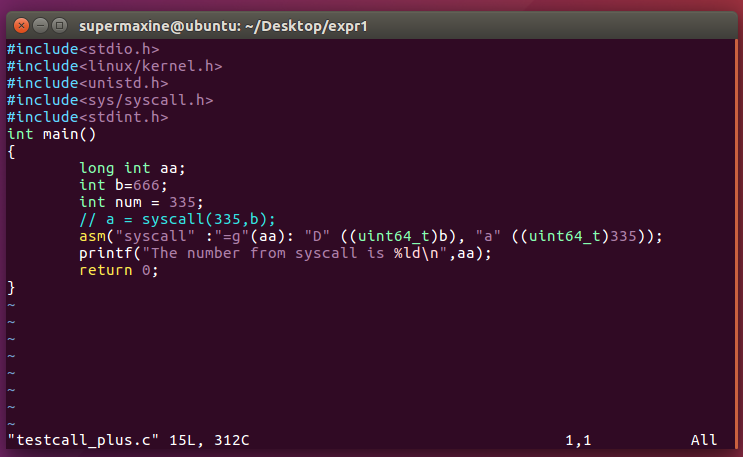 supermaxine@ubuntu: ~/Desktop/expr1
#include<stdio.h>
#include<linux/kernel.h>
#include<unistd.h>
#include<sys/syscall.h>
#include<stdint.h>
int main()
{
        long int aa;
        int b=666;
        int num = 335;
        // a = syscall(335,b);
        asm("syscall" :"=g"(aa): "D" ((uint64_t)b), "a" ((uint64_t)335));
        printf("The number from syscall is %ld\n",aa);
        return 0;
}
~
~
~
~
~
~
~
~
"testcall_plus.c" 15L, 312C 1,1 All